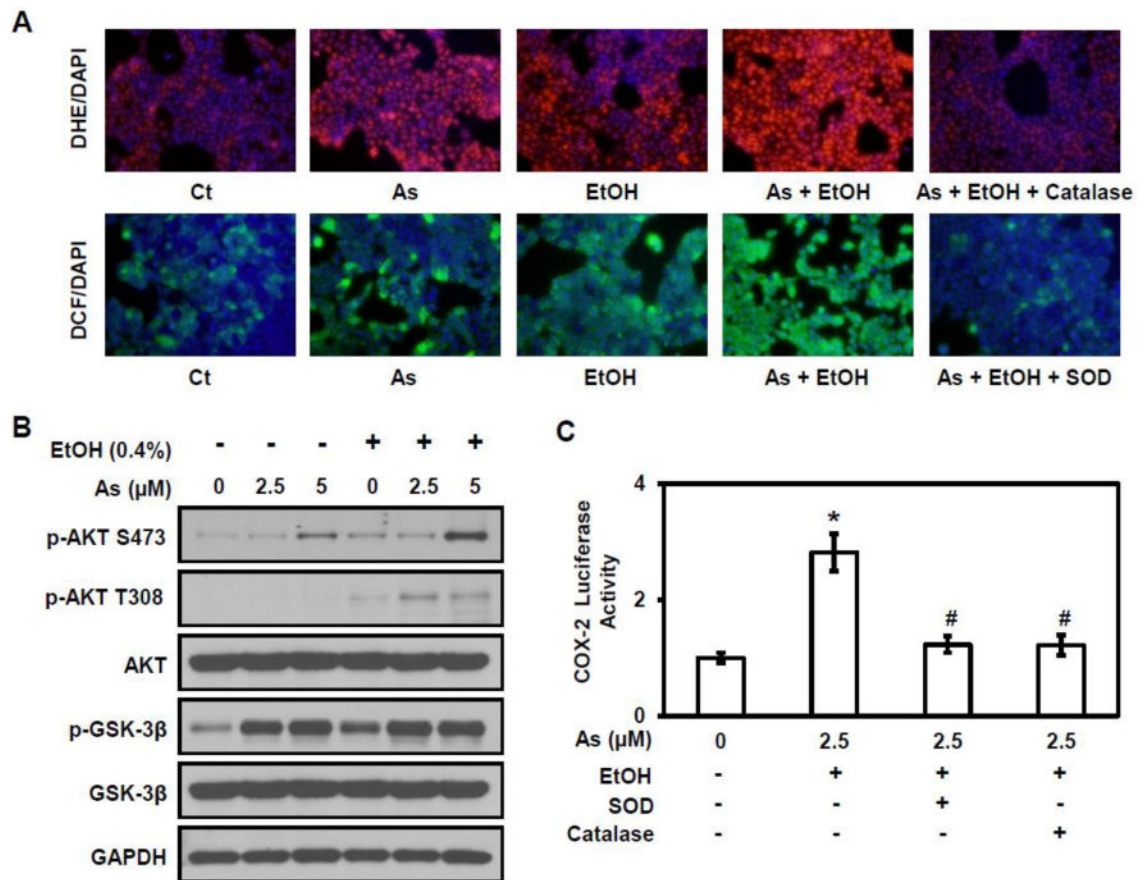 A
DHE/DAPI
Ct As EtOH As + EtOH As + EtOH + Catalase
DCF/DAPI
Ct As EtOH As + EtOH As + EtOH + SOD
B
EtOH (0.4%) - - - + + +
As (µM) 0 2.5 5 0 2.5 5
p-AKT S473
p-AKT T308
AKT
p-GSK-3β
GSK-3β
GAPDH
C
COX-2 Luciferase
Activity
4
2
0
*
#
#
As (µM) 0 2.5 2.5 2.5
EtOH - + + +
SOD - - + -
Catalase - - - +